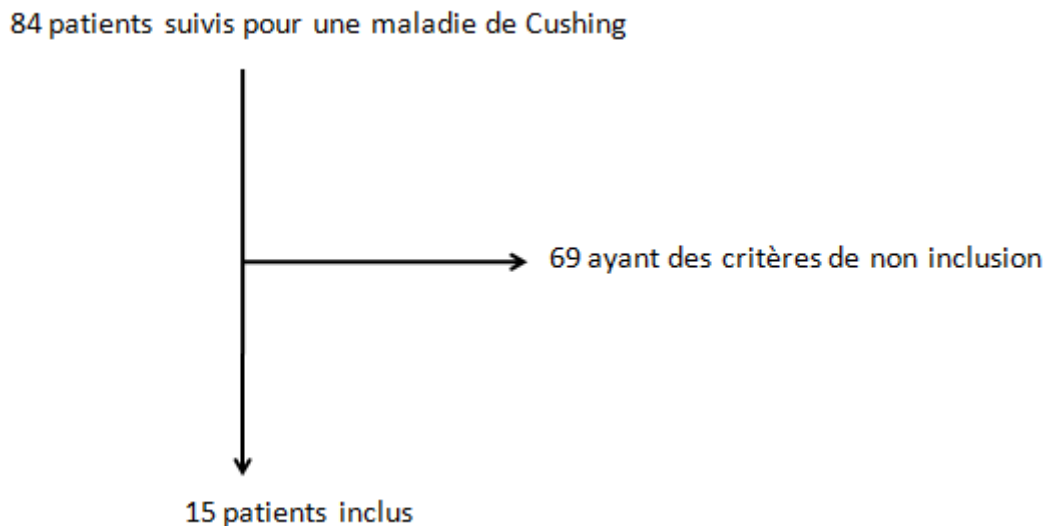 84 patients suivis pour une maladie de Cushing
69 ayant des critères de non inclusion
15 patients inclus